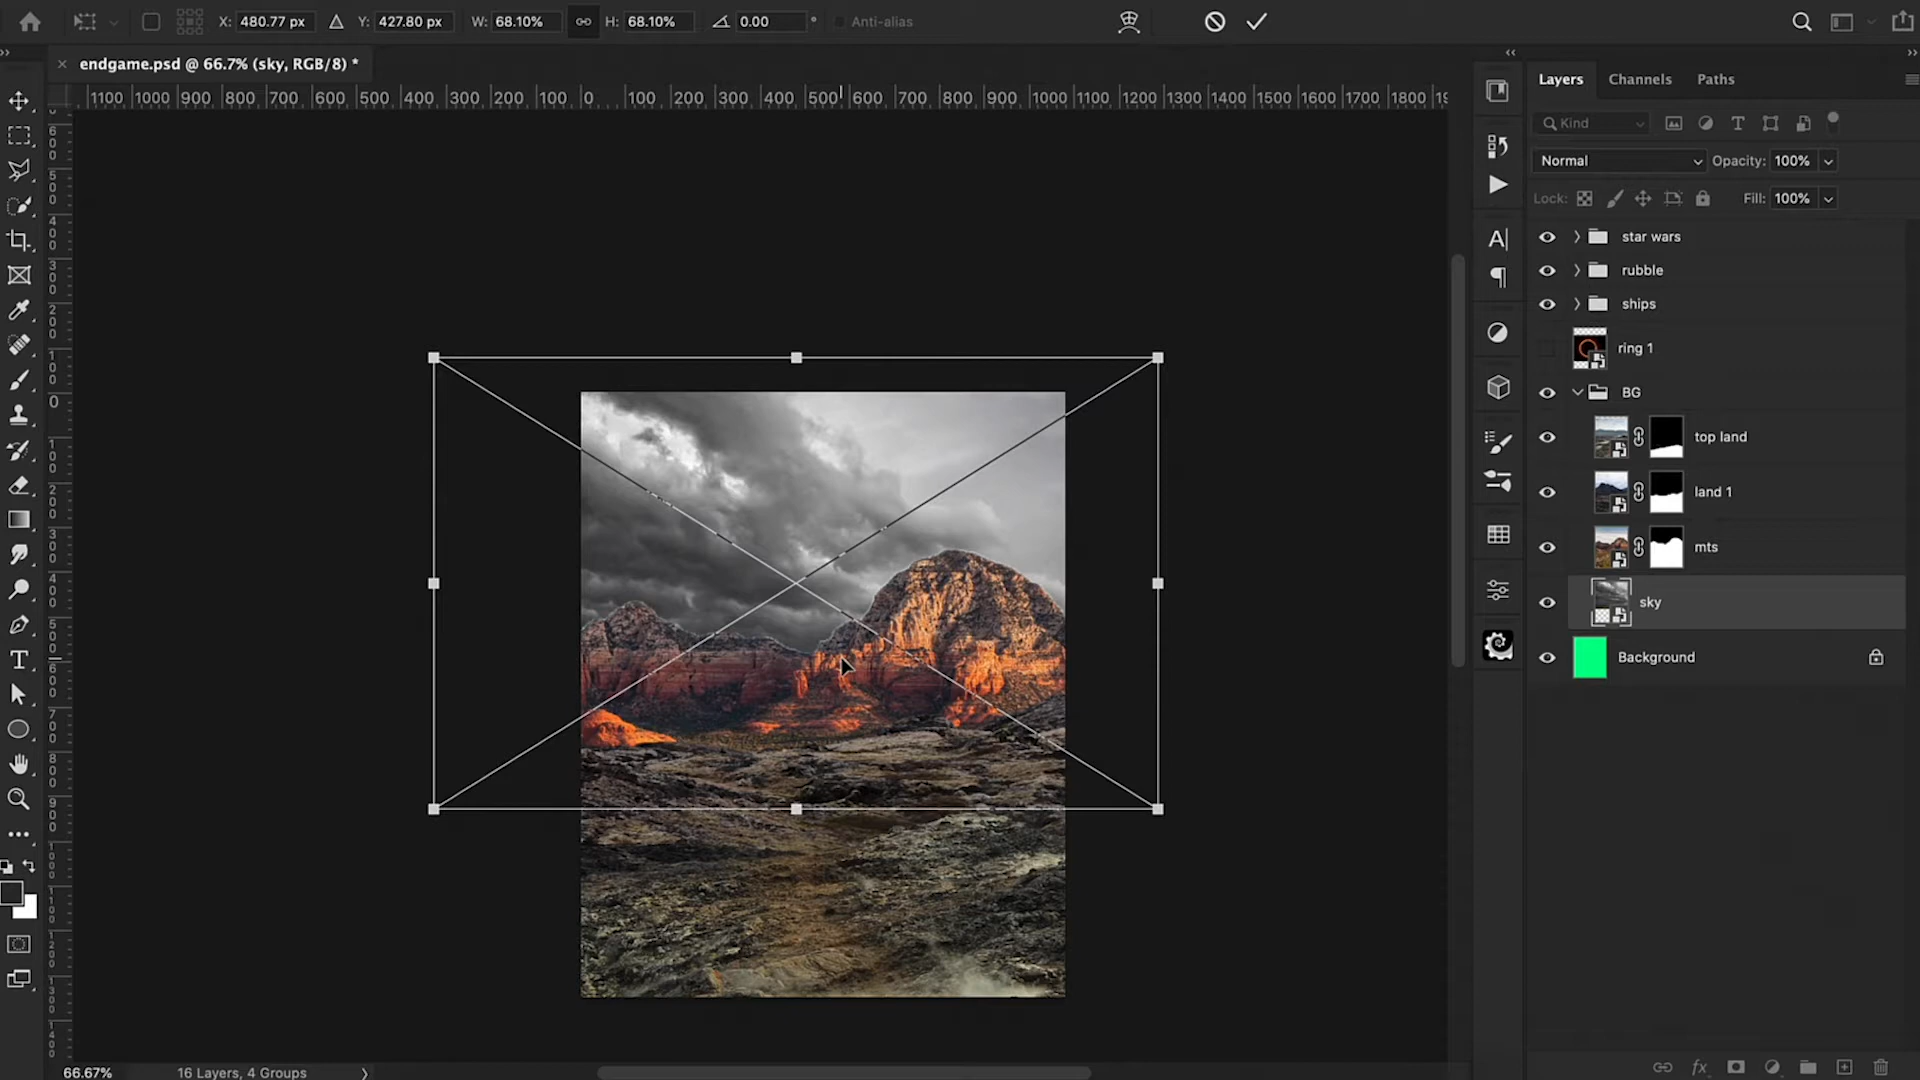 X: 480.77 px Y: 427.80 px W: 68.10% H: 68.10% 0.00 ° Anti-alias
endgame.psd @ 66.7% (sky, RGB/8) *
1100 1000 900 800 700 600 500 400 300 200 100 0 100 200 300 400 500 600 700 800 900 1000 1100 1200 1300 1400 1500 1600 1700 1800
Layers Channels Paths
Kind
Normal Opacity: 100%
Lock: Fill: 100%
star wars
rubble
ships
ring 1
BG
top land
land 1
mts
sky
Background
66.67% 16 Layers, 4 Groups